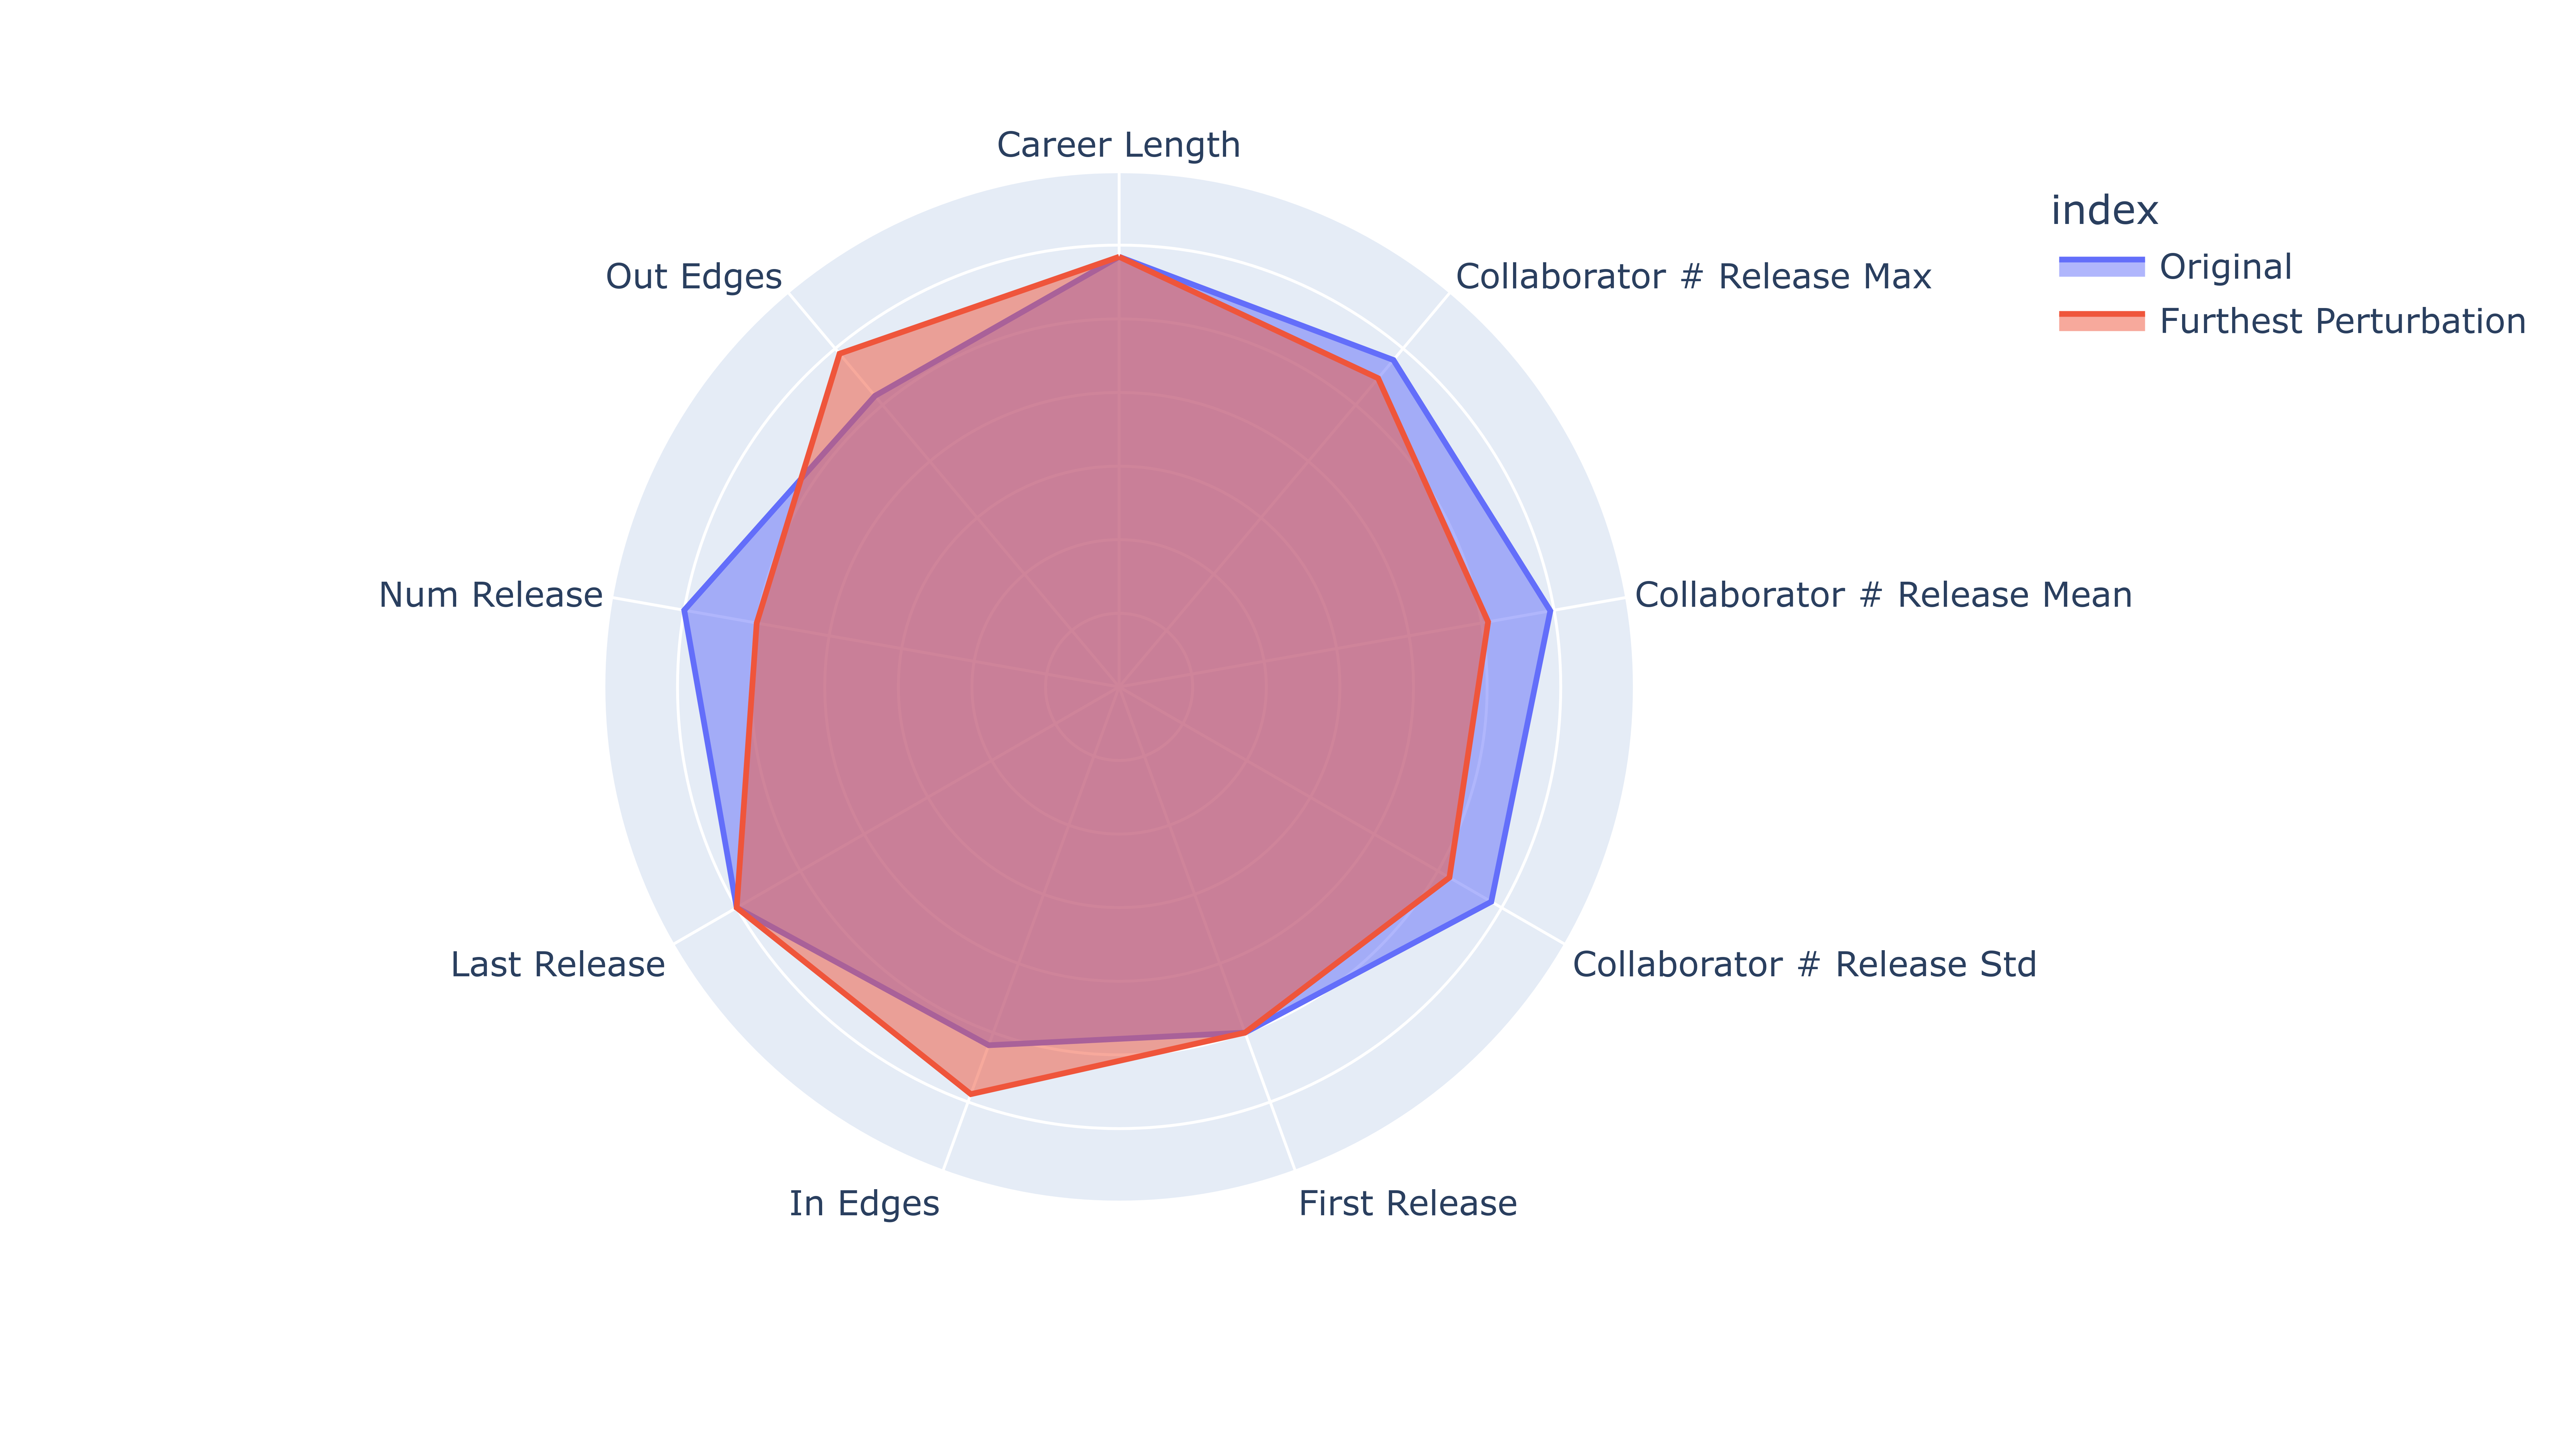 Career Length
Out Edges
Collaborator # Release Max
Num Release
Collaborator # Release Mean
Last Release
Collaborator # Release Std
In Edges
First Release
index
Original
Furthest Perturbation